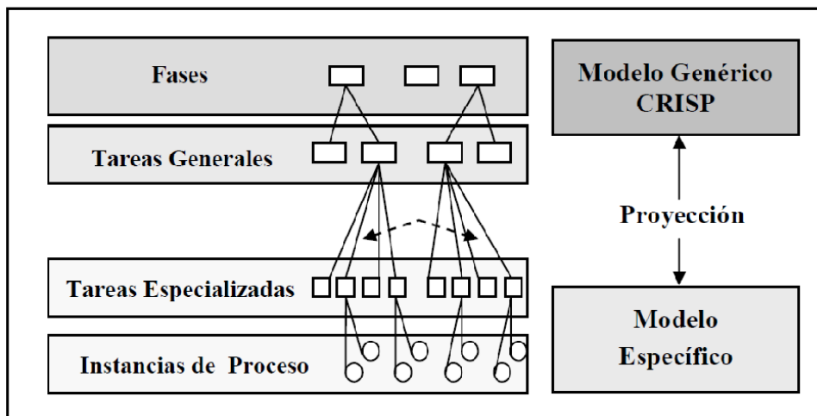 Fases
Tareas Generales
Tareas Especializadas
Instancias de Proceso
Modelo Genérico
CRISP
Proyección
Modelo
Específico